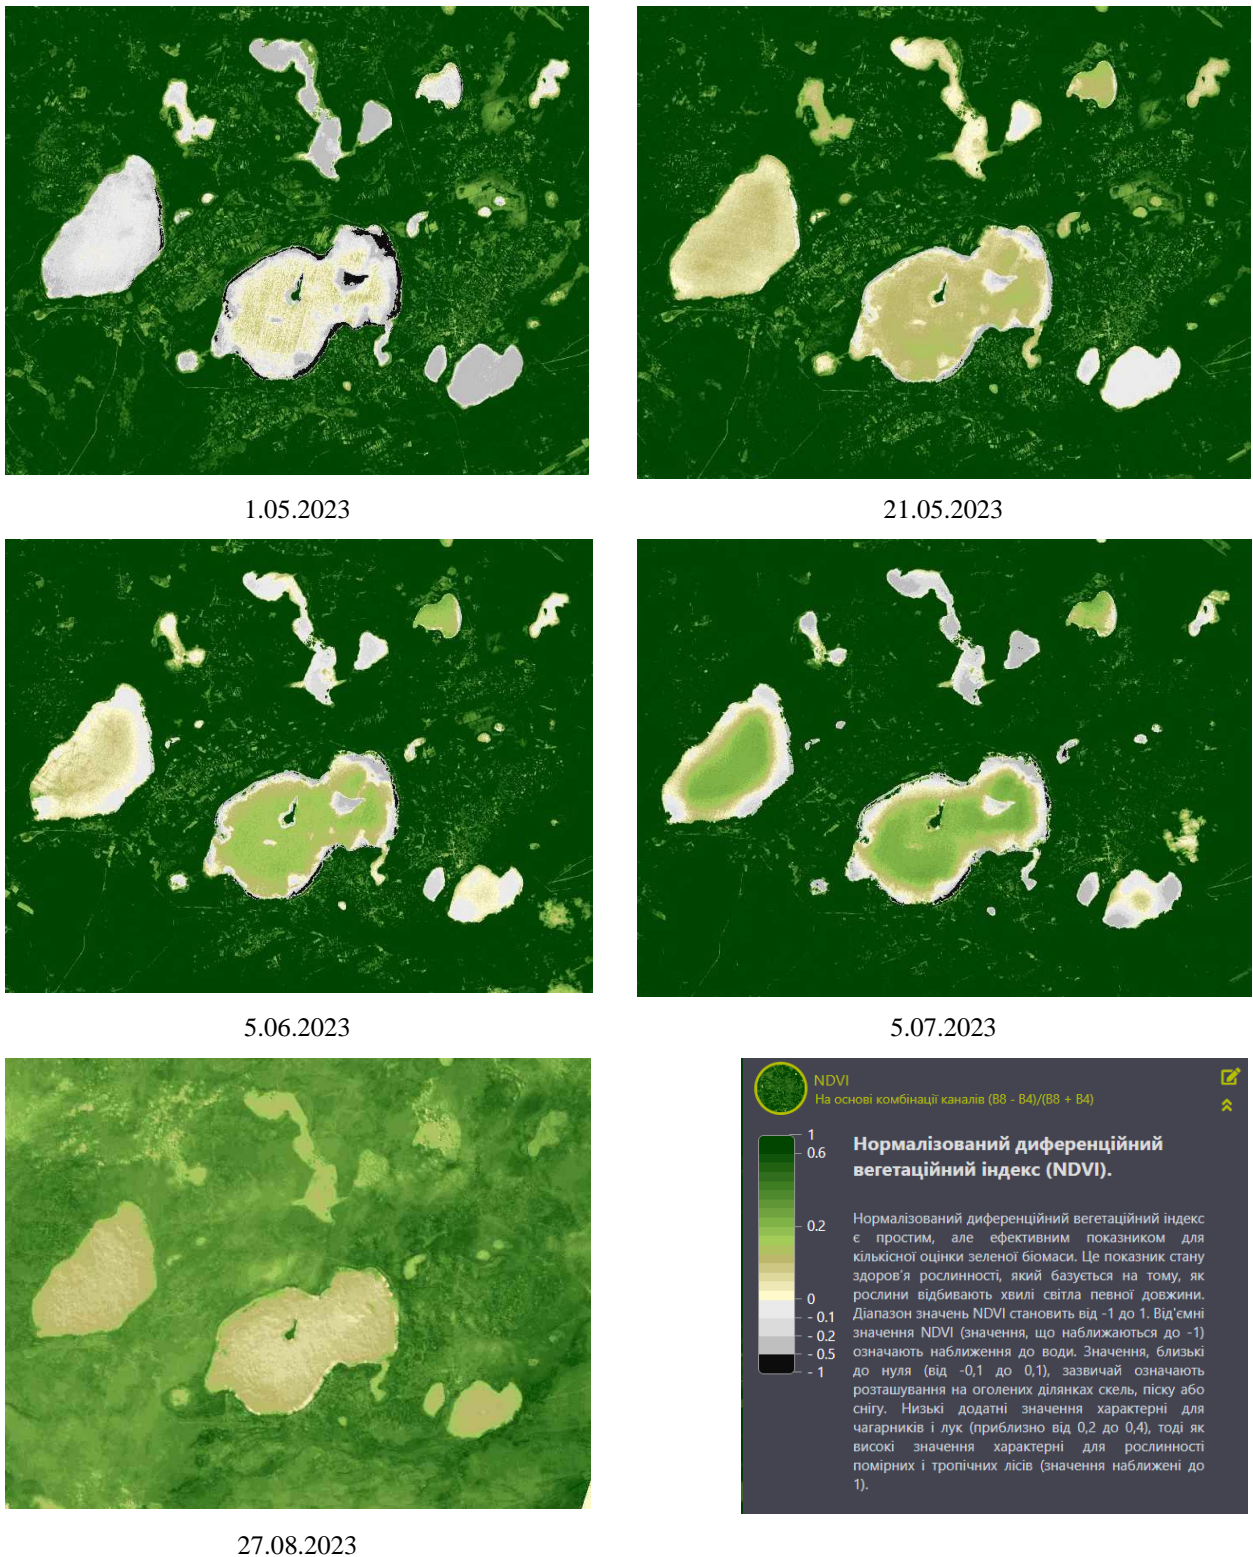 1.05.2023
21.05.2023
5.06.2023
5.07.2023
27.08.2023
NDVI
На основі комбінації каналів (B8 - B4)/(B8 + B4)
1
0.6
0.2
0
- 0.1
- 0.2
- 0.5
- 1
Нормалізований диференційний
вегетаційний індекс (NDVI).
Нормалізований диференційний вегетаційний індекс
є простим, але ефективним показником для
кількісної оцінки зеленої біомаси. Це показник стану
здоров'я рослинності, який базується на тому, як
рослини відбивають хвилі світла певної довжини.
Діапазон значень NDVI становить від -1 до 1. Від'ємні
значення NDVI (значення, що наближаються до -1)
означають наближення до води. Значення, близькі
до нуля (від -0,1 до 0,1), зазвичай означають
розташування на оголених ділянках скель, піску або
снігу. Низькі додатні значення характерні для
чагарників і лук (приблизно від 0,2 до 0,4), тоді як
високі значення характерні для рослинності
помірних і тропічних лісів (значення наближені до
1).